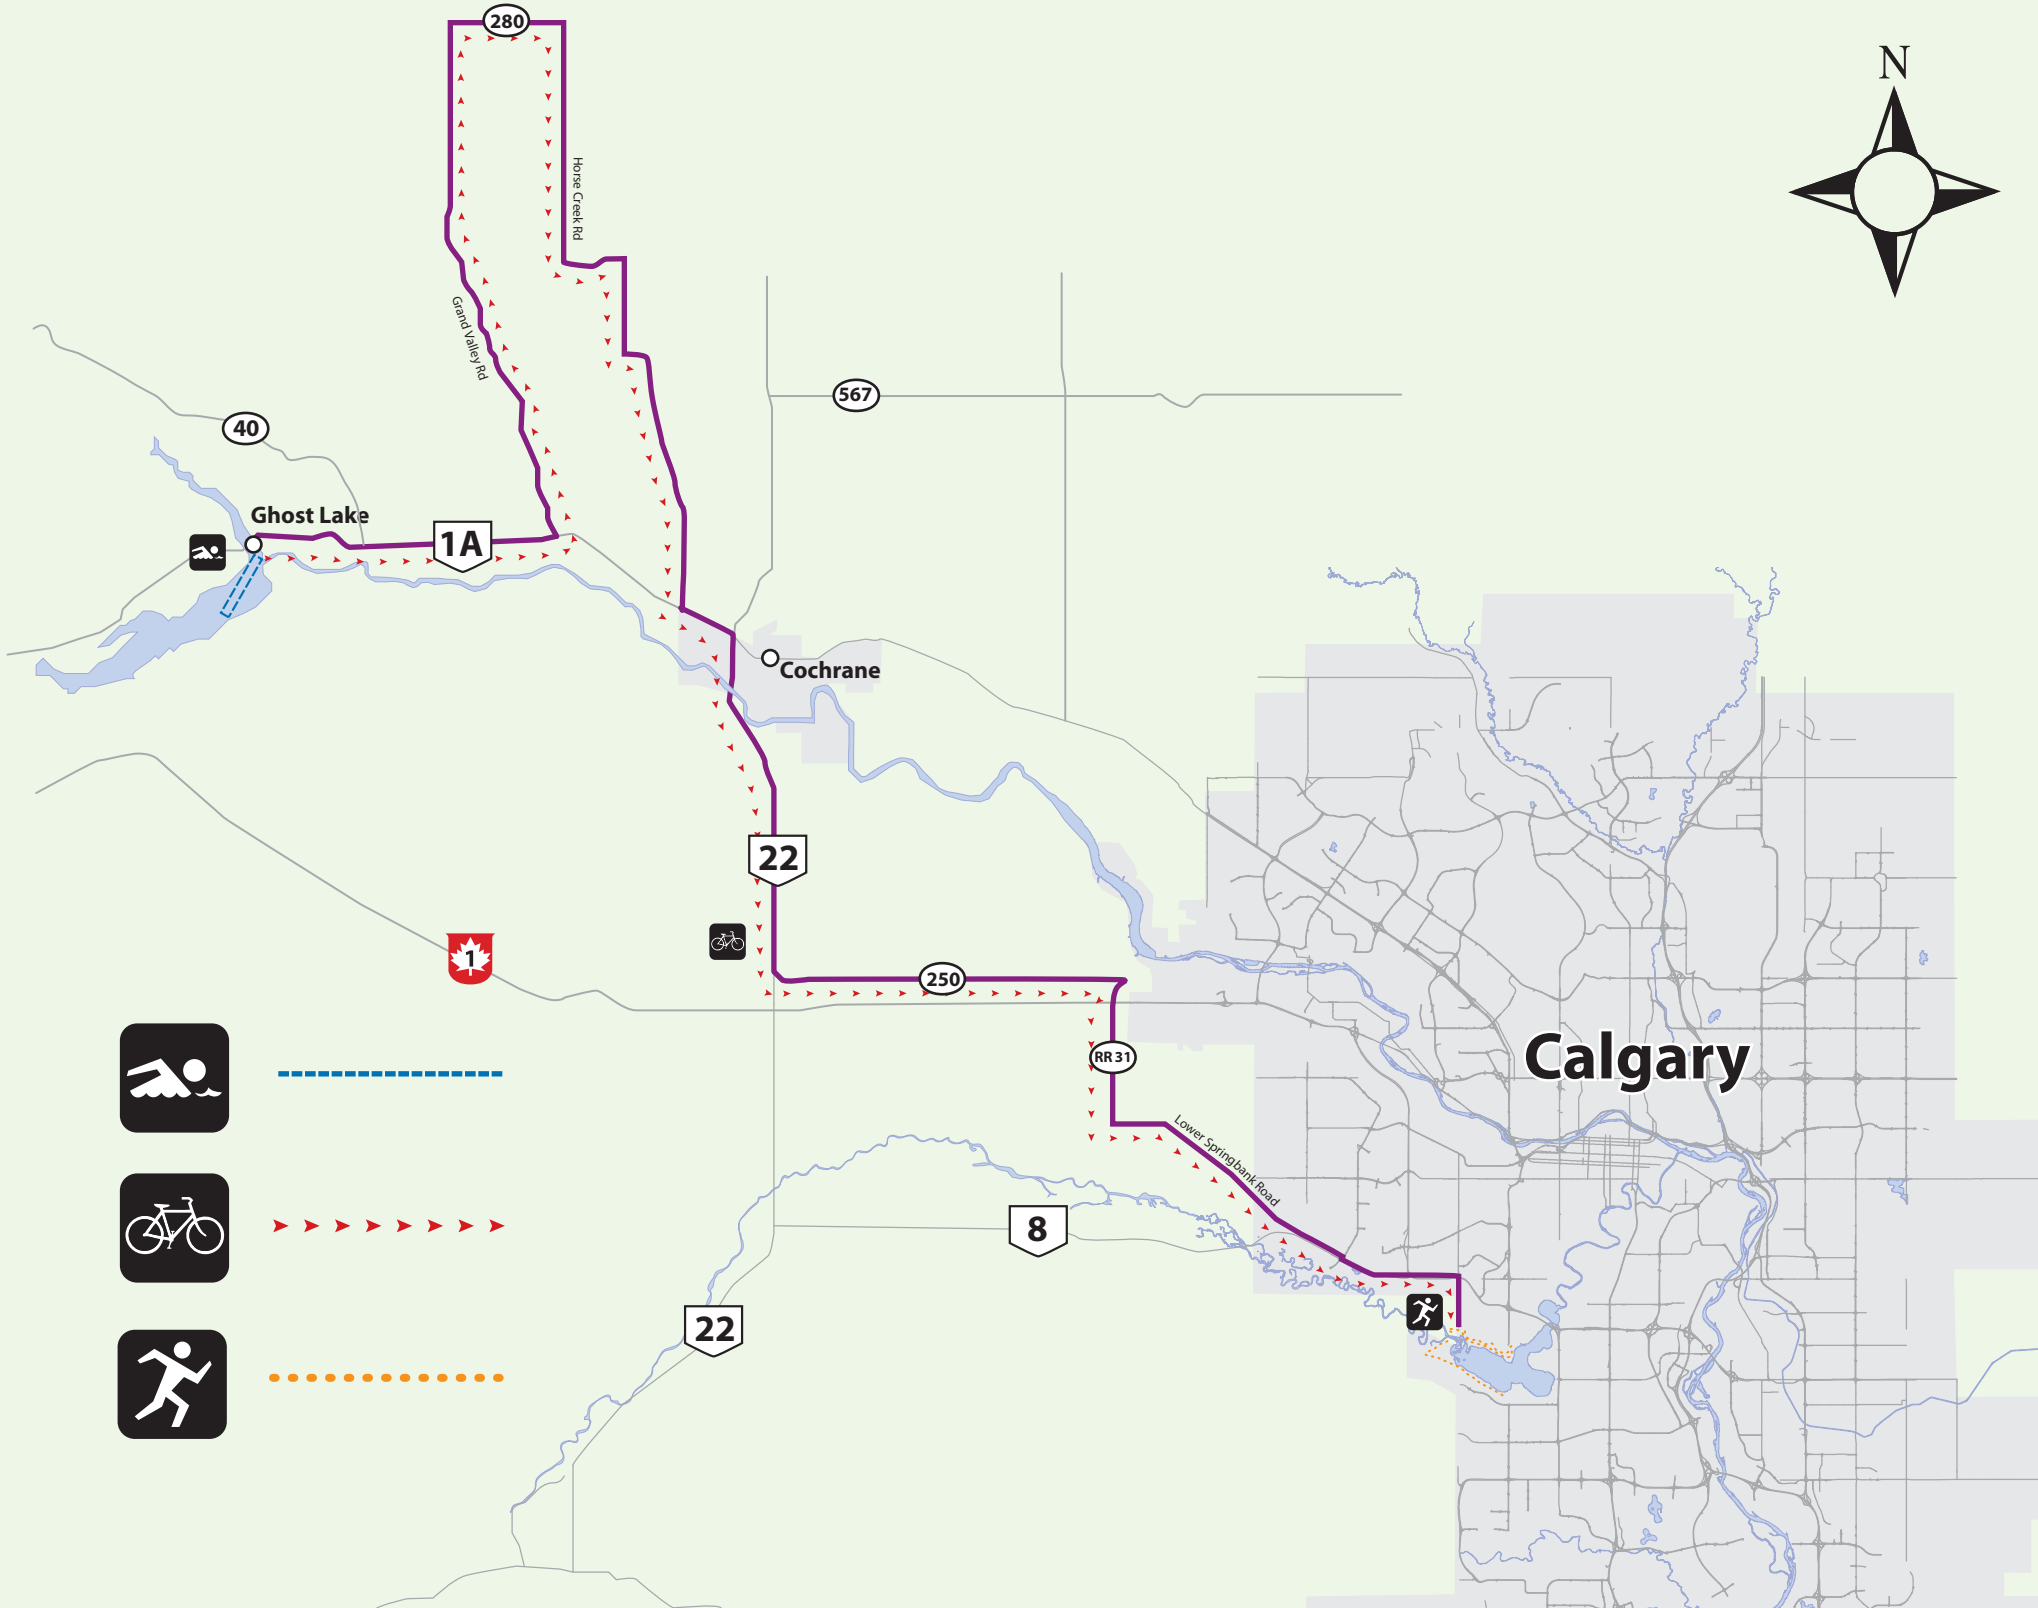 280
N
Horse Creek Rd
Grand Valley Rd
567
40
Ghost Lake
1A
Cochrane
22
1
250
Calgary
RR 31
Lower Springbank Road
8
22